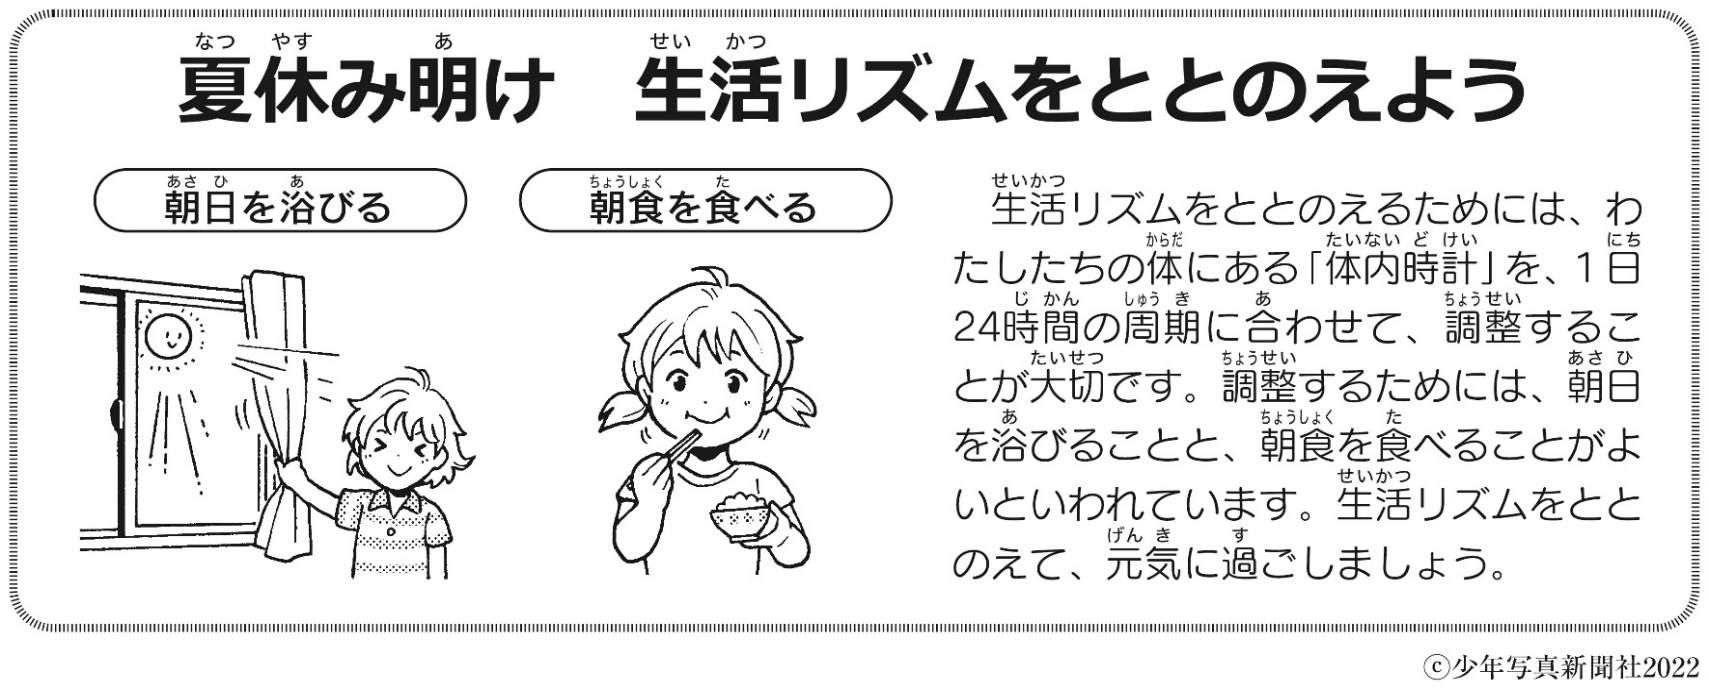 夏休み明け　生活リズムをととのえよう
朝日を浴びる
朝食を食べる
生活リズムをととのえるためには、わ
たしたちの体にある「体内時計」を、1日
24時間の周期に合わせて、調整するこ
とが大切です。調整するためには、朝日
を浴びることと、朝食を食べることがよ
いといわれています。生活リズムをとと
のえて、元気に過ごしましょう。
©少年写真新聞社2022